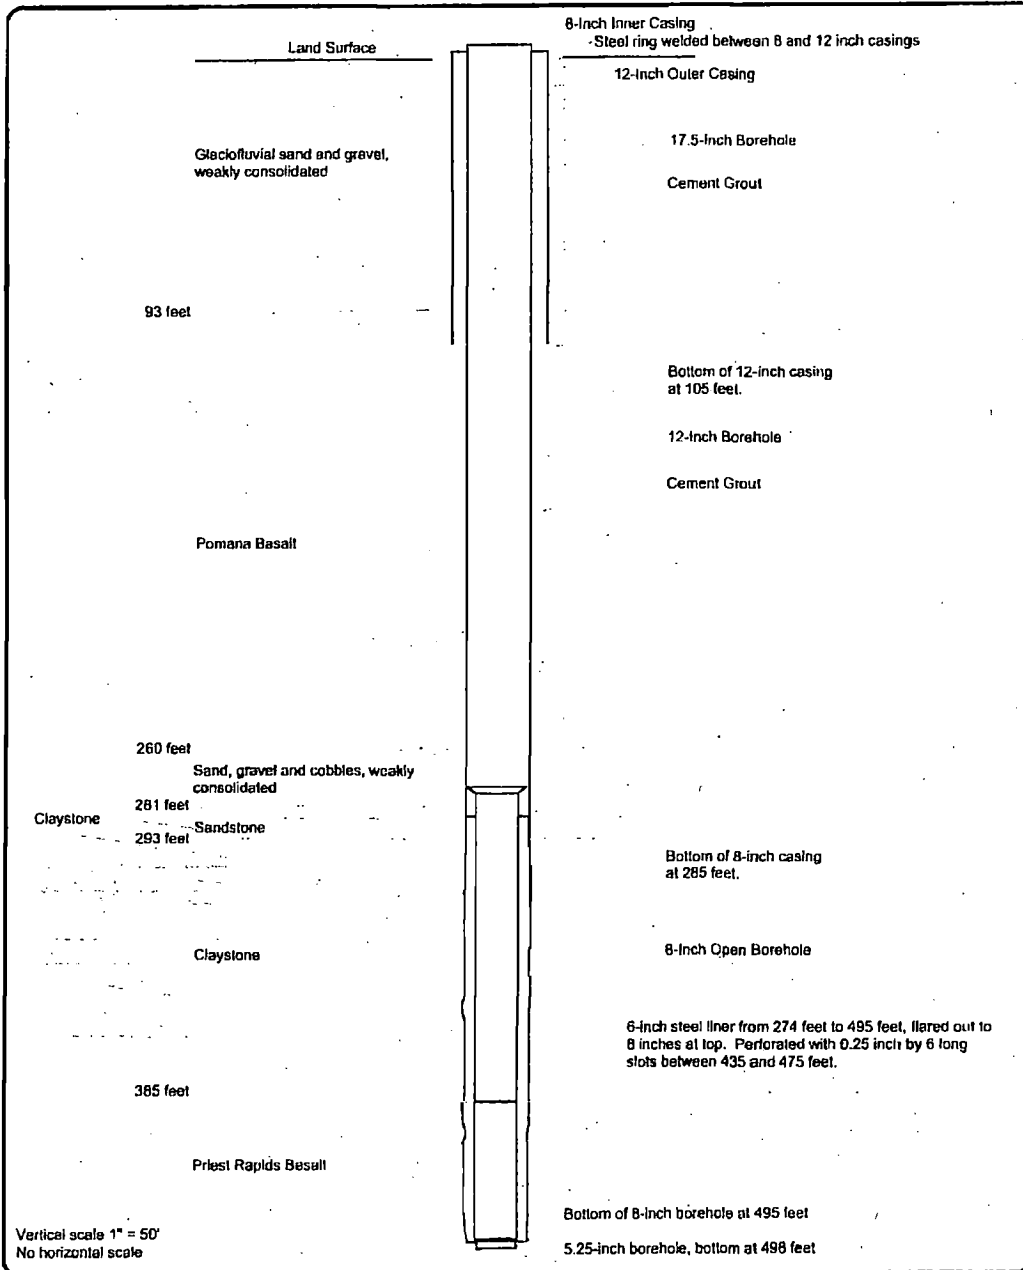 8-Inch Inner Casing
Steel ring welded between 8 and 12 inch casings
Land Surface
12-Inch Outer Casing
17.5-Inch Borehole
Glaciofluvial sand and gravel,
weakly consolidated
Cement Grout
93 feet
Bottom of 12-inch casing
at 105 feet.
12-Inch Borehole
Cement Grout
Pomana Basalt
260 feet
Sand, gravel and cobbles, weakly
consolidated
281 feet
Claystone
Sandstone
293 feet
Bottom of 8-inch casing
at 285 feet.
Claystone
8-Inch Open Borehole
6-inch steel liner from 274 feet to 495 feet, flared out to
8 inches at top. Perforated with 0.25 inch by 6 long
slots between 435 and 475 feet.
385 feet
Priest Rapids Basalt
Bottom of 8-inch borehole at 495 feet
Vertical scale 1" = 50'
No horizontal scale
5.25-inch borehole, bottom at 498 feet